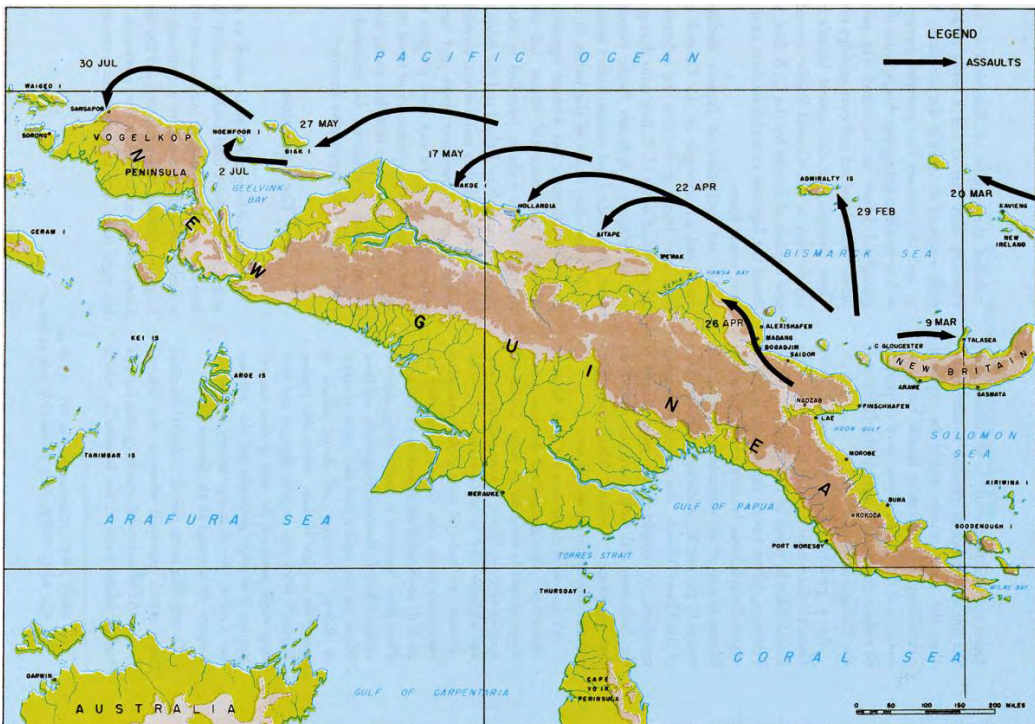 PACIFIC OCEAN
LEGEND
ASSAULTS
30 JUL
WAIGEO I
SANSAPOR
SORONG
VOGELKOP
PENINSULA
NOEMFOOR I
BIAK I
27 MAY
2 JUL
GEELVINK
BAY
17 MAY
WAKDE I
HOLLANDIA
22 APR
AITAPE
WEWAK
ADMIRALTY IS
29 FEB
20 MAR
KAVIENG
NEW
IRELAND
BISMARCK SEA
CERAM I
NEW GUINEA
SEPIK R
HANSA BAY
26 APR
ALEXISHAFEN
MADANG
BOGADJIM
SAIDOR
9 MAR
C GLOUCESTER
TALASEA
NEW BRITAIN
ARAWE
GASMATA
KEI IS
AROE IS
NADZAB
LAE
FINSCHHAFEN
HUON GULF
SOLOMON
SEA
TANIMBAR IS
MOROBE
KIRIWINA I
MERAUKE
GULF OF PAPUA
BUNA
KOKODA
GOODENOUGH I
ARAFURA SEA
PORT MORESBY
TORRES STRAIT
MILNE BAY
THURSDAY I
CORAL SEA
DARWIN
GULF OF CARPENTARIA
CAPE
YORK
PENINSULA
AUSTRALIA
0 50 100 150 200 MILES